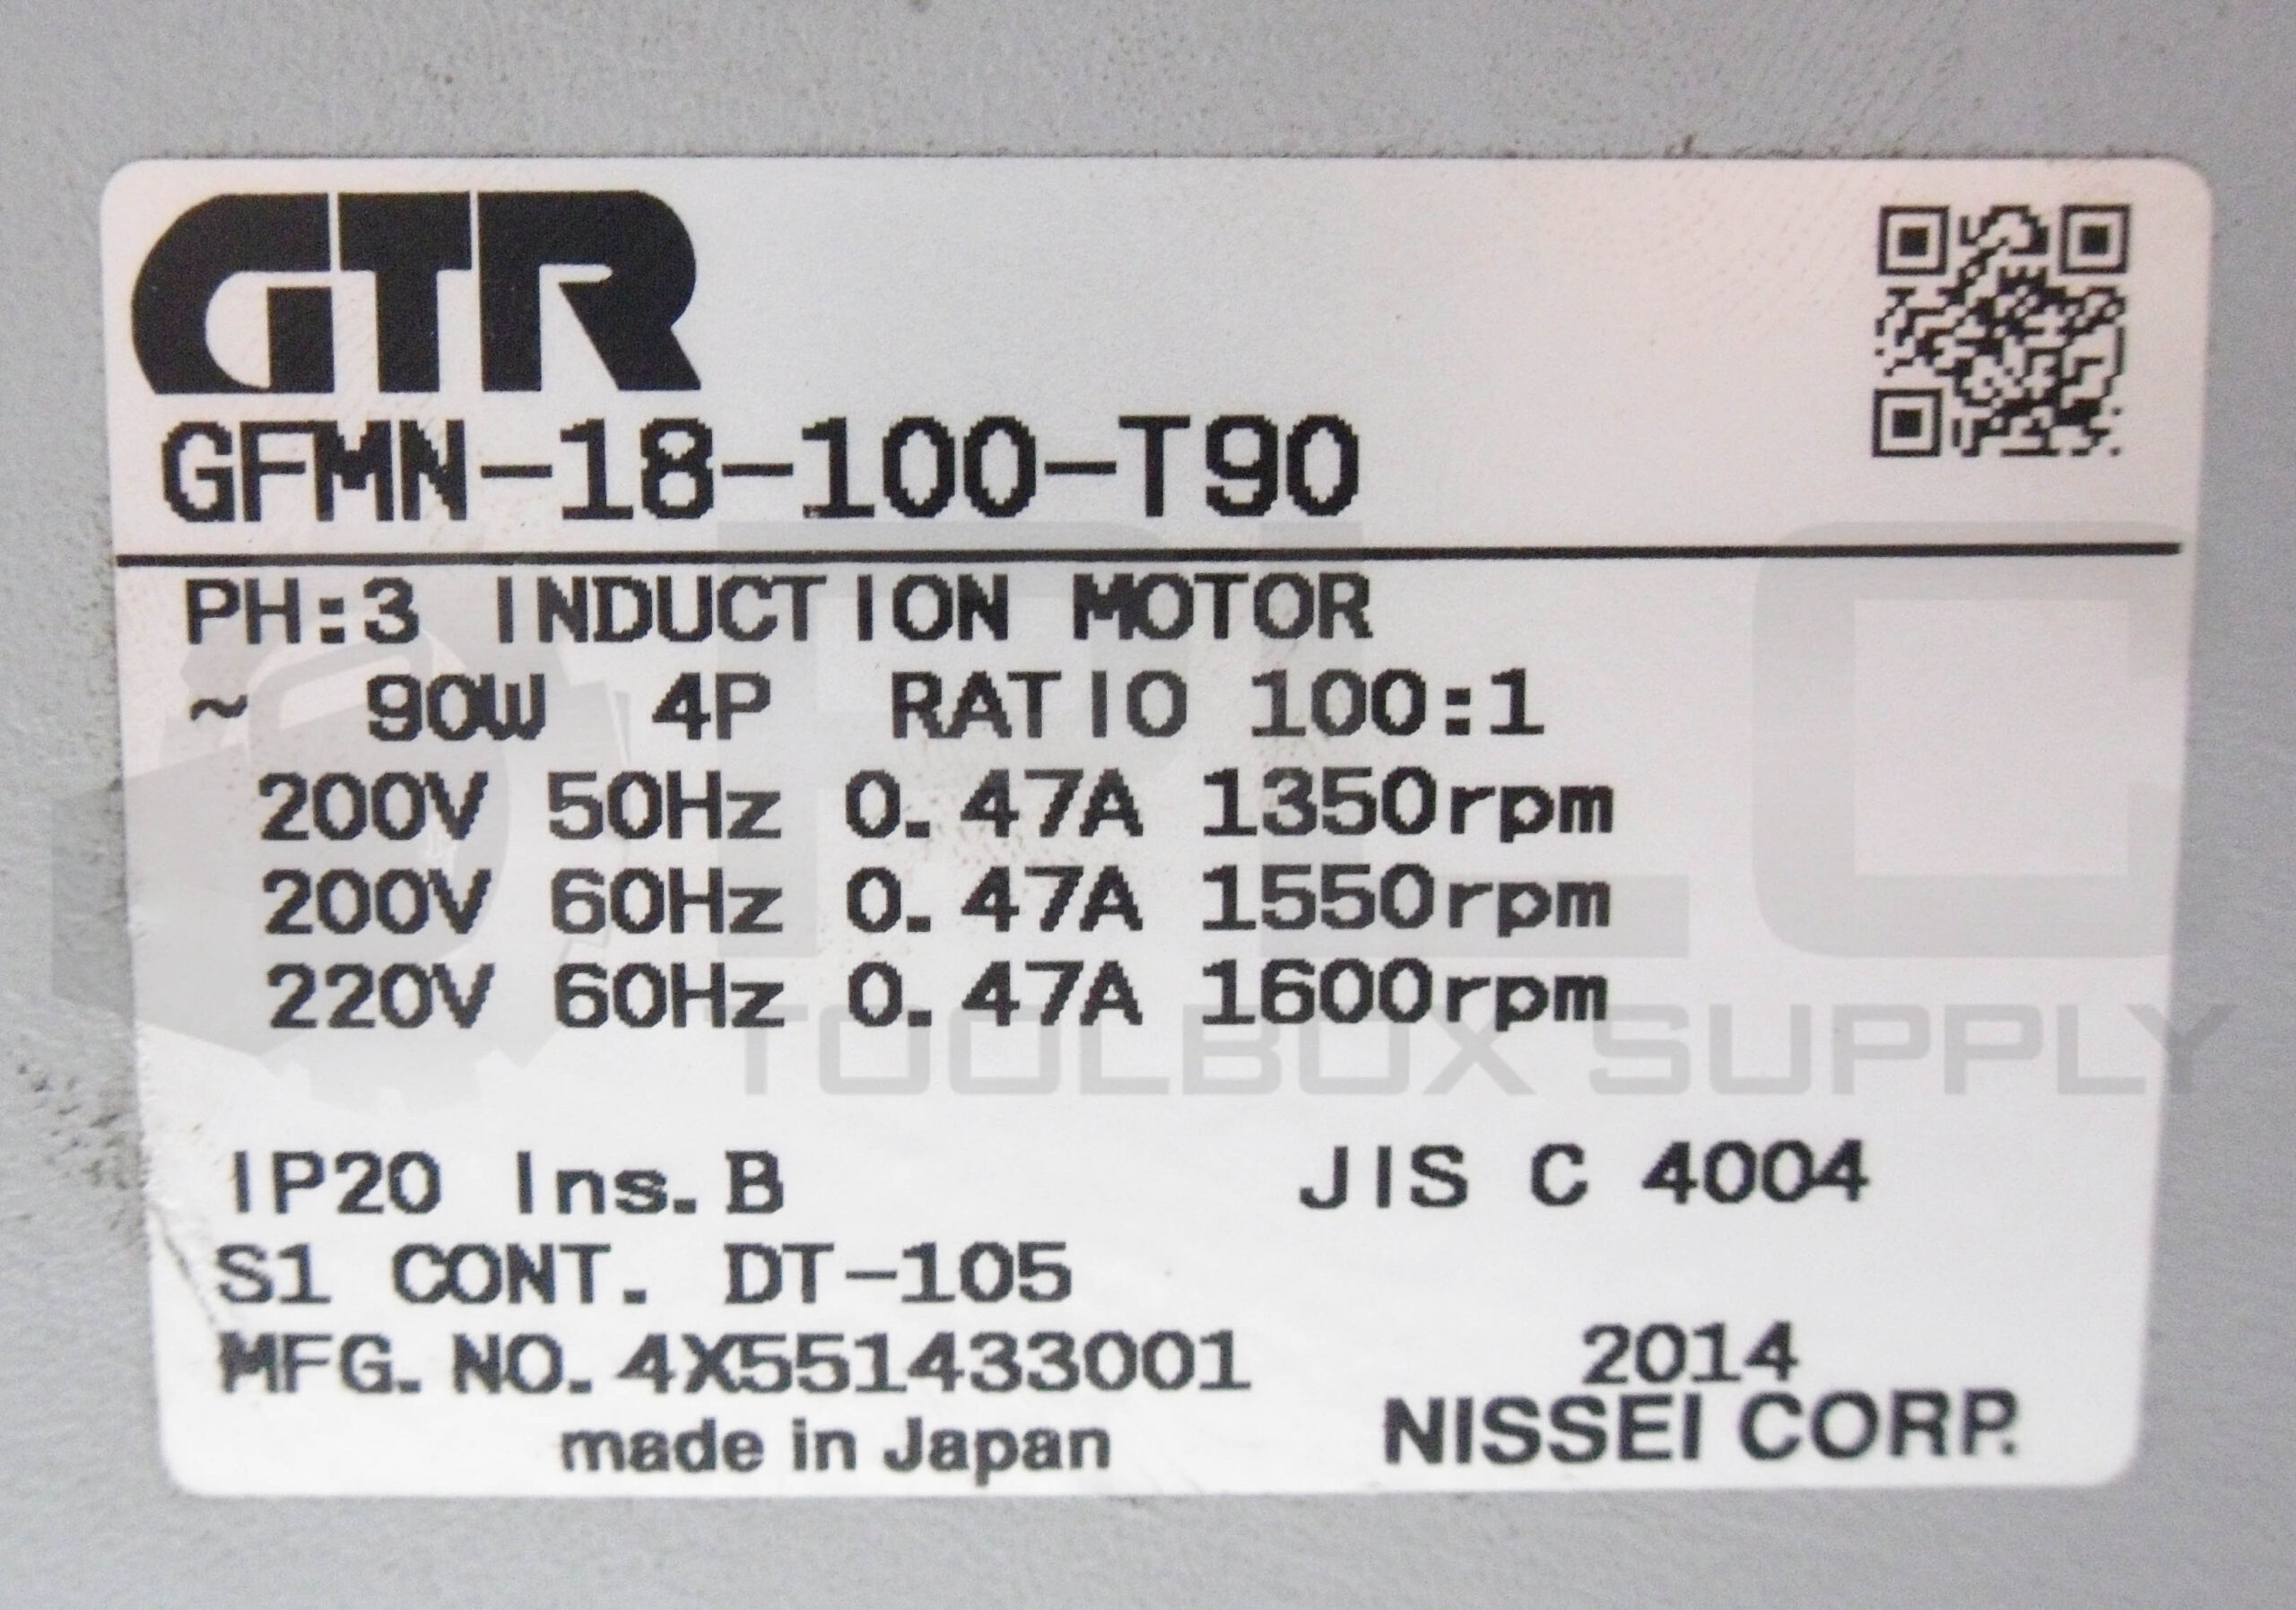 GTR
GFMN-18-100-T90
PH:3 INDUCTION MOTOR
~ 90W 4P RATIO 100:1
200V 50Hz 0.47A 1350rpm
200V 60Hz 0.47A 1550rpm
220V 60Hz 0.47A 1600rpm
PLC
TOOLBOX SUPPLY
IP20 Ins.B JIS C 4004
S1 CONT. DT-105
MFG.NO.4X551433001 2014
made in Japan NISSEI CORP.